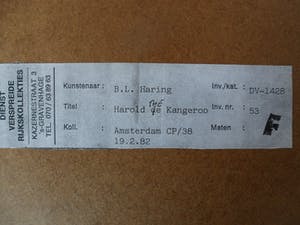 DIENST
VERSPREIDE
RIJKSKOLLEKTIES
KAZERNESTRAAT 3
's-GRAVENHAGE
TEL. 070/63 89 63
Kunstenaar : B.L. Haring Inv./kat. : DV-1428
Titel : Harold the Kangeroo Inv. nr. : 53
Koll. : Amsterdam CP/38 Maten :
19.2.82